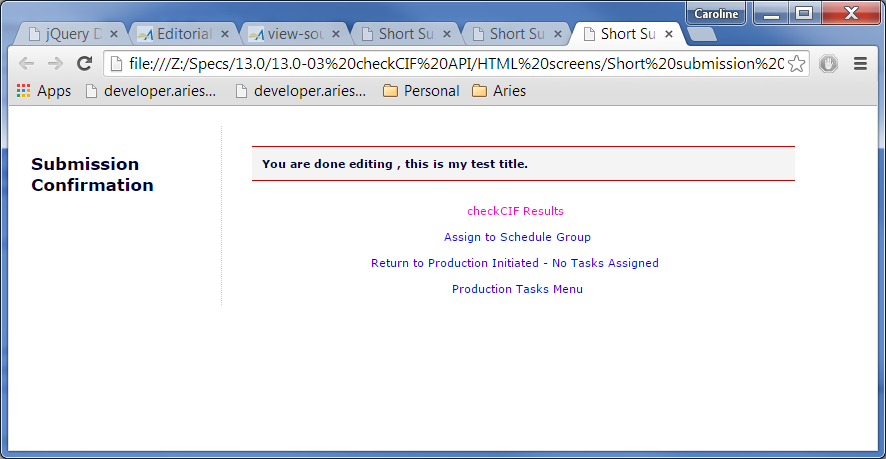 Caroline
jQuery D
Editorial
view-sou
Short Su
Short Su
Short Su
file:///Z:/Specs/13.0/13.0-03%20checkCIF%20API/HTML%20screens/Short%20submission%20
Apps developer.aries... developer.aries... Personal Aries
Submission
Confirmation
You are done editing , this is my test title.
checkCIF Results
Assign to Schedule Group
Return to Production Initiated - No Tasks Assigned
Production Tasks Menu